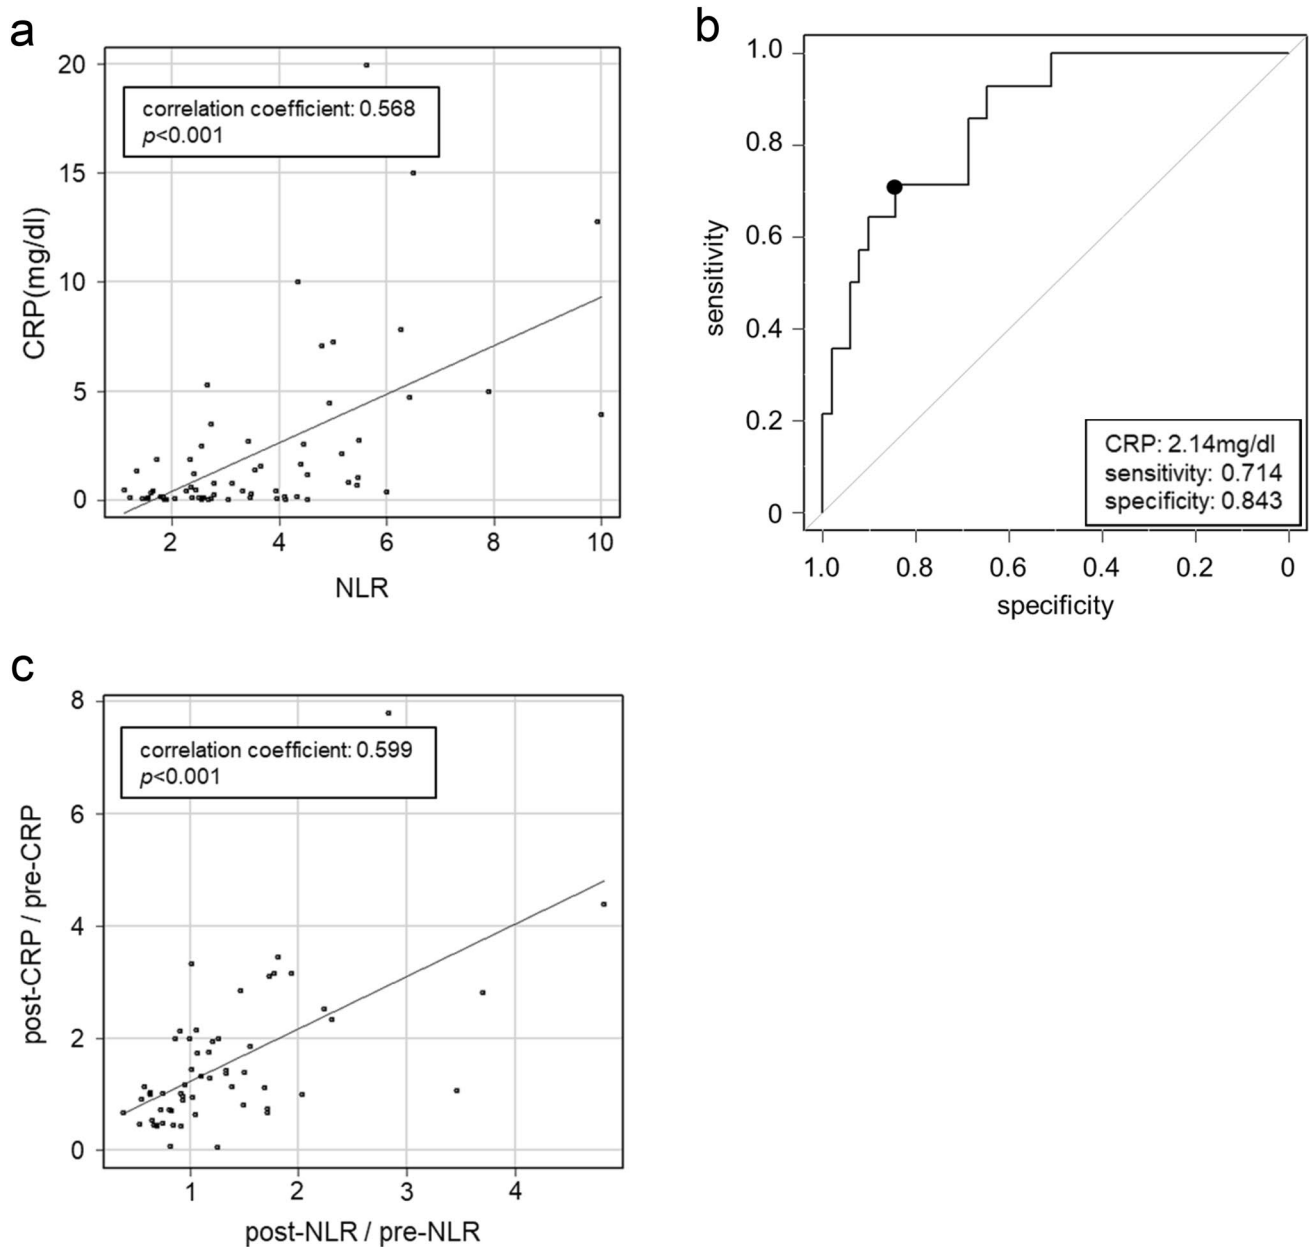 a
20
15
10
5
0
CRP(mg/dl)
correlation coefficient: 0.568
p<0.001
2 4 6 8 10
NLR
b
1.0
0.8
0.6
0.4
0.2
0
sensitivity
CRP: 2.14mg/dl
sensitivity: 0.714
specificity: 0.843
1.0 0.8 0.6 0.4 0.2 0
specificity
c
8
6
4
2
0
post-CRP / pre-CRP
correlation coefficient: 0.599
p<0.001
1 2 3 4
post-NLR / pre-NLR